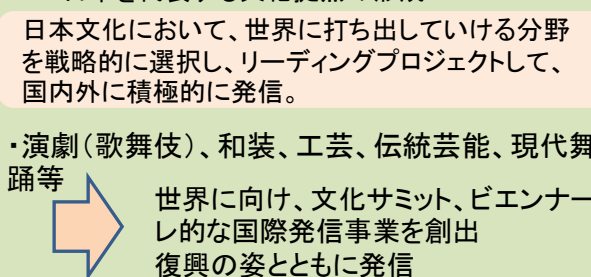 日本文化において、世界に打ち出していける分野
を戦略的に選択し、リーディングプロジェクトして、
国内外に積極的に発信。
・演劇(歌舞伎)、和装、工芸、伝統芸能、現代舞
踊等
世界に向け、文化サミット、ビエンナー
レ的な国際発信事業を創出
復興の姿とともに発信